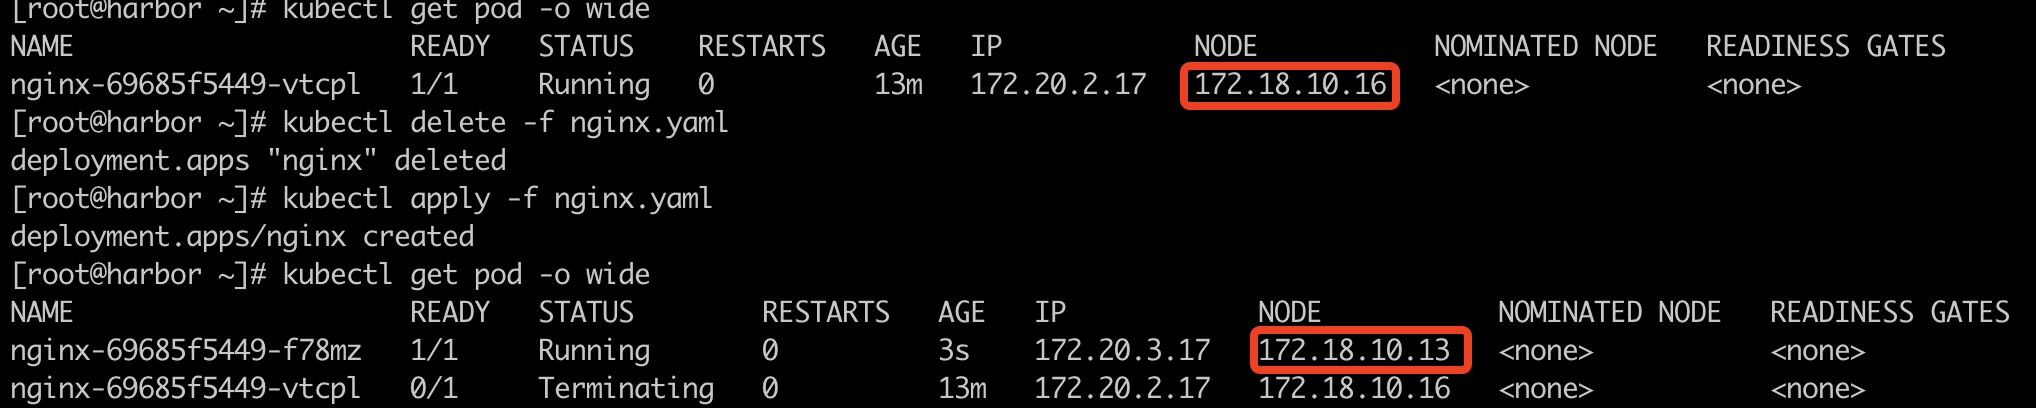 [root@harbor ~]# kubectl get pod -o wide
NAME READY STATUS RESTARTS AGE IP NODE NOMINATED NODE READINESS GATES
nginx-69685f5449-vtcpl 1/1 Running 0 13m 172.20.2.17 172.18.10.16 <none> <none>
[root@harbor ~]# kubectl delete -f nginx.yaml
deployment.apps "nginx" deleted
[root@harbor ~]# kubectl apply -f nginx.yaml
deployment.apps/nginx created
[root@harbor ~]# kubectl get pod -o wide
NAME READY STATUS RESTARTS AGE IP NODE NOMINATED NODE READINESS GATES
nginx-69685f5449-f78mz 1/1 Running 0 3s 172.20.3.17 172.18.10.13 <none> <none>
nginx-69685f5449-vtcpl 0/1 Terminating 0 13m 172.20.2.17 172.18.10.16 <none> <none>